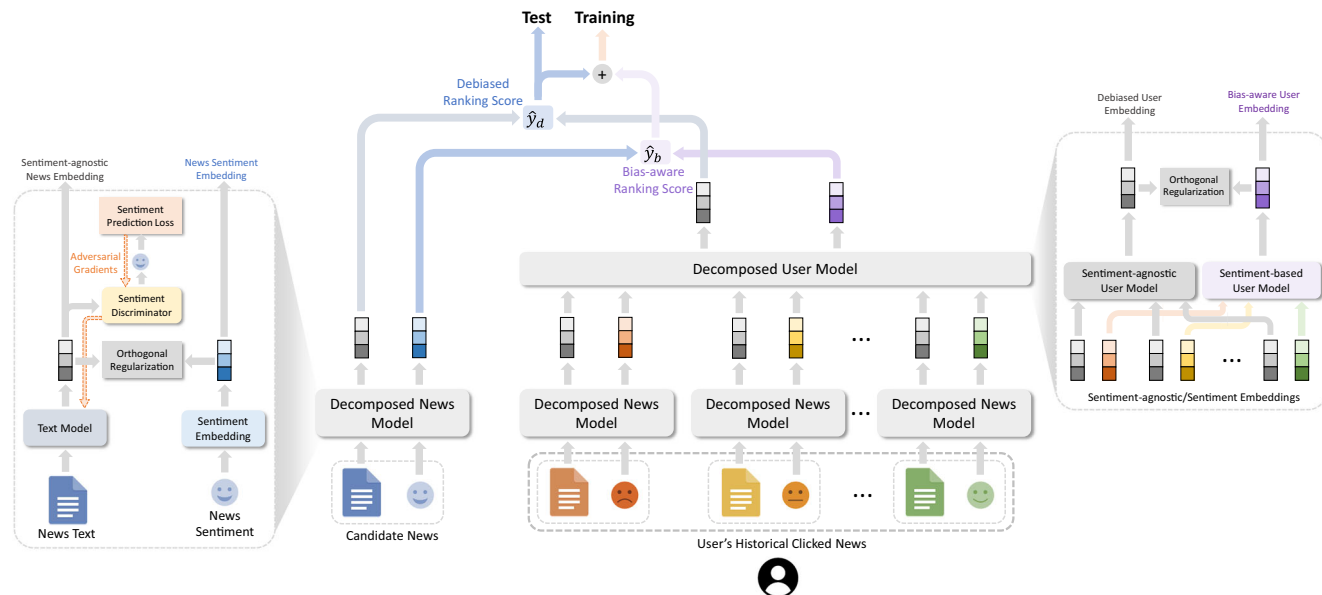 Test
Training
+
Debiased
Ranking Score
ŷd
ŷb
Bias-aware
Ranking Score
Sentiment-agnostic
News Embedding
News Sentiment
Embedding
Sentiment
Prediction Loss
Adversarial
Gradients
Sentiment
Discriminator
Orthogonal
Regularization
Text Model
Sentiment
Embedding
News Text
News
Sentiment
Decomposed User Model
Decomposed News
Model
Decomposed News
Model
Decomposed News
Model
Decomposed News
Model
...
...
...
Candidate News
User's Historical Clicked News
Debiased User
Embedding
Bias-aware User
Embedding
Orthogonal
Regularization
Sentiment-agnostic
User Model
Sentiment-based
User Model
...
Sentiment-agnostic/Sentiment Embeddings